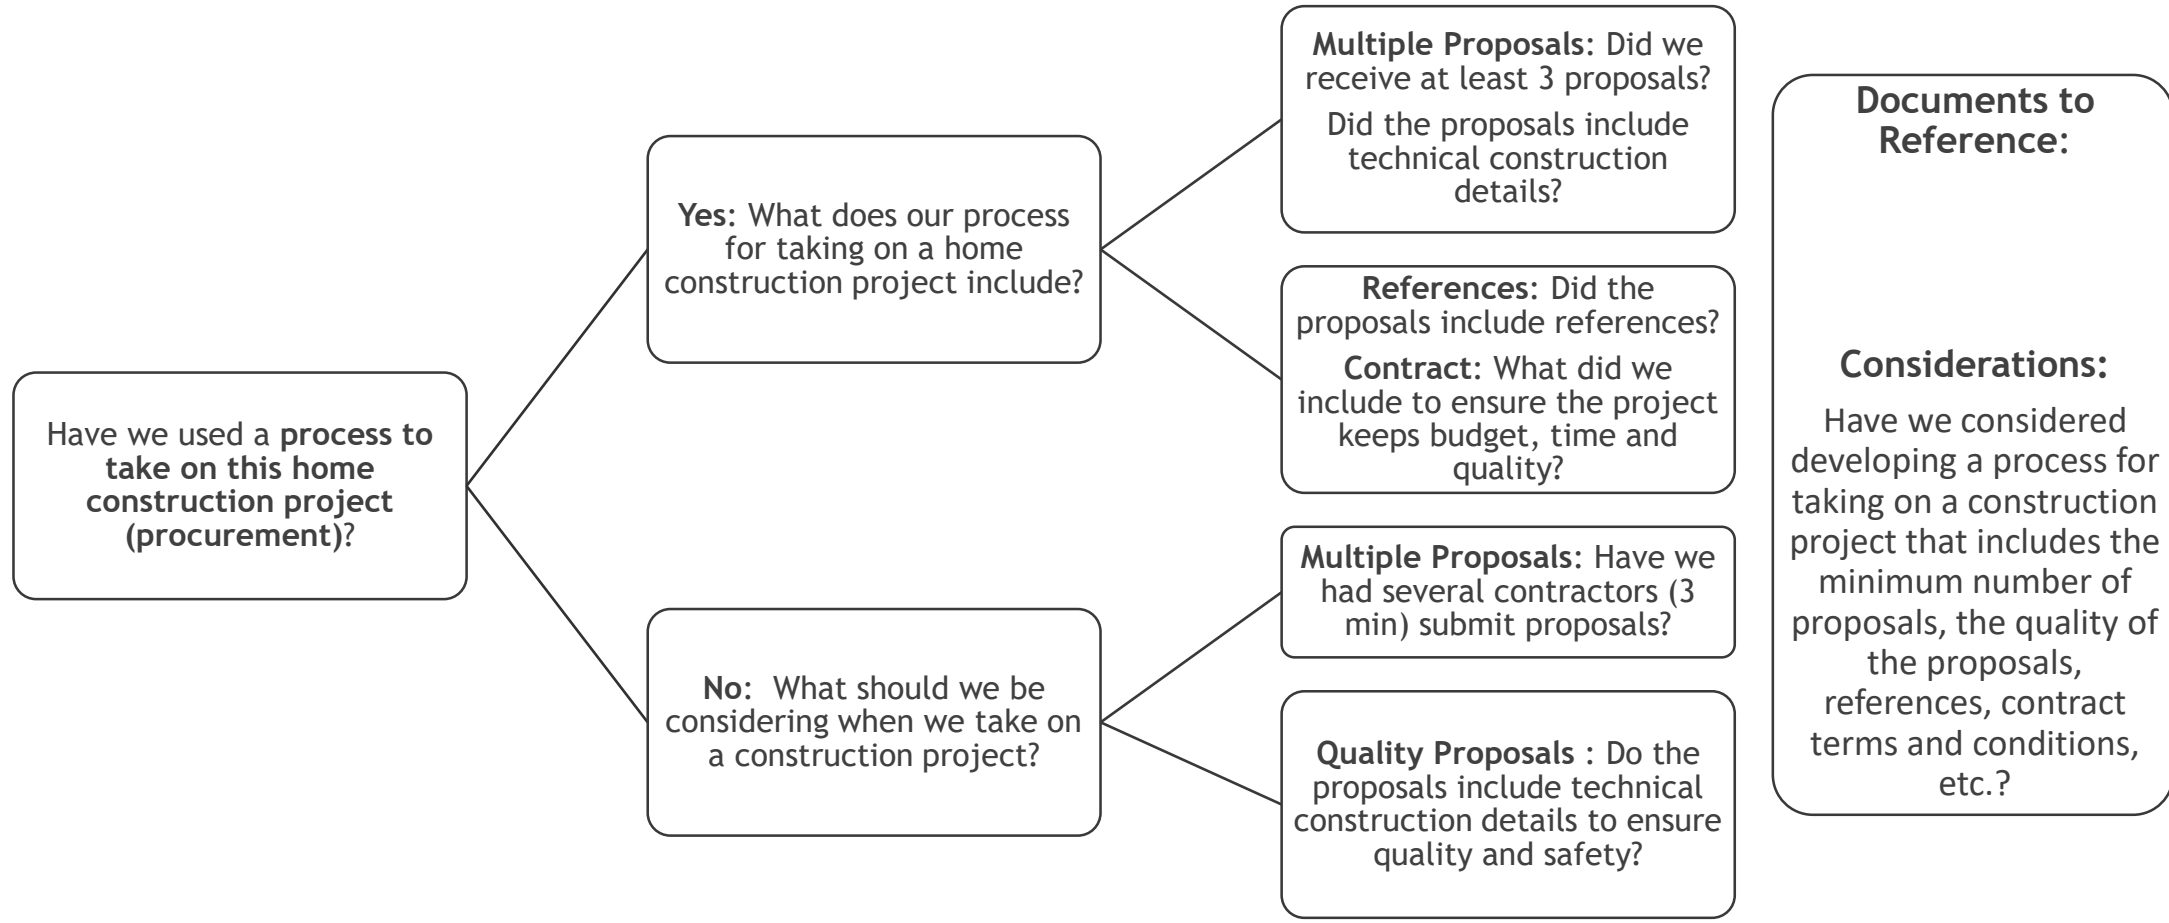 Have we used a process to
take on this home
construction project
(procurement)?
Yes: What does our process
for taking on a home
construction project include?
No:  What should we be
considering when we take on
a construction project?
Multiple Proposals: Did we
receive at least 3 proposals?
Did the proposals include
technical construction
details?
References: Did the
proposals include references?
Contract: What did we
include to ensure the project
keeps budget, time and
quality?
Multiple Proposals: Have we
had several contractors (3
min) submit proposals?
Quality Proposals : Do the
proposals include technical
construction details to ensure
quality and safety?
Documents to
Reference:
Considerations:
Have we considered
developing a process for
taking on a construction
project that includes the
minimum number of
proposals, the quality of
the proposals,
references, contract
terms and conditions,
etc.?